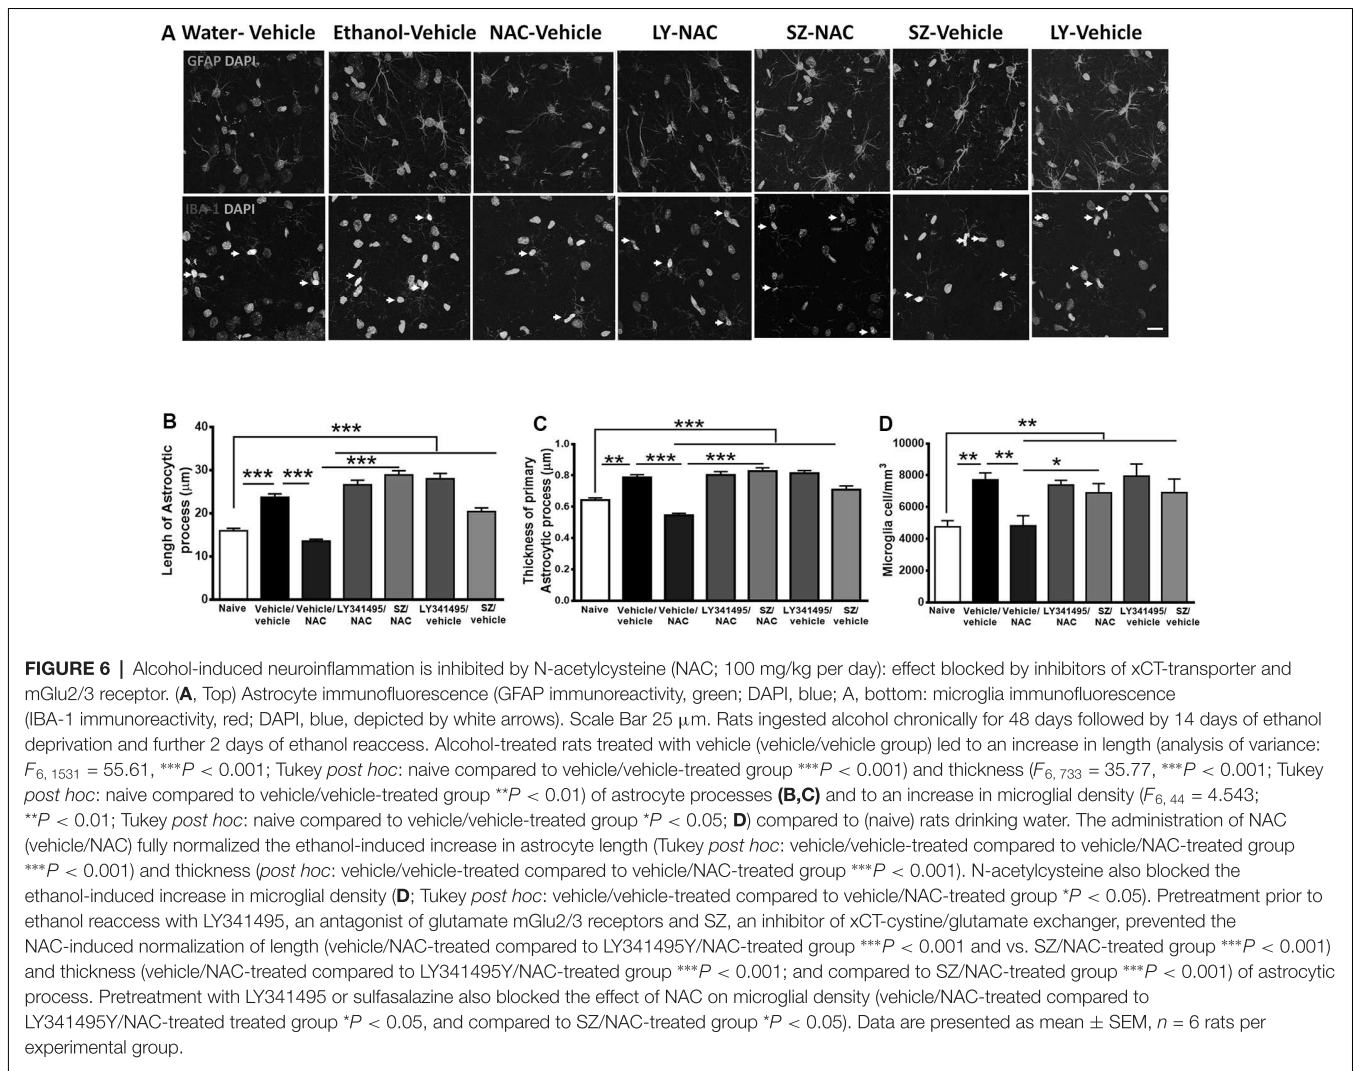 A Water- Vehicle Ethanol-Vehicle NAC-Vehicle LY-NAC SZ-NAC SZ-Vehicle LY-Vehicle
GFAP DAPI
IBA-1 DAPI
B
Lengh of Astrocytic
process (µm)
40
30
20
10
0
***
*** ***
***
Naive Vehicle/ vehicle Vehicle/ NAC LY341495/ NAC SZ/ NAC LY341495/ vehicle SZ/ vehicle
C
Thickness of primary
Astrocytic process (µm)
1.0
0.8
0.6
0.4
0.2
0.0
***
** *** ***
Naive Vehicle/ vehicle Vehicle/ NAC LY341495/ NAC SZ/ NAC LY341495/ vehicle SZ/ vehicle
D
Microglia cell/mm³
10000
8000
6000
4000
2000
0
**
** **
*
Naive Vehicle/ vehicle Vehicle/ NAC LY341495/ NAC SZ/ NAC LY341495/ vehicle SZ/ vehicle
FIGURE 6 | Alcohol-induced neuroinflammation is inhibited by N-acetylcysteine (NAC; 100 mg/kg per day): effect blocked by inhibitors of xCT-transporter and
mGlu2/3 receptor. (A, Top) Astrocyte immunofluorescence (GFAP immunoreactivity, green; DAPI, blue; A, bottom: microglia immunofluorescence
(IBA-1 immunoreactivity, red; DAPI, blue, depicted by white arrows). Scale Bar 25 µm. Rats ingested alcohol chronically for 48 days followed by 14 days of ethanol
deprivation and further 2 days of ethanol reaccess. Alcohol-treated rats treated with vehicle (vehicle/vehicle group) led to an increase in length (analysis of variance:
F6, 1531 = 55.61, ***P < 0.001; Tukey post hoc: naive compared to vehicle/vehicle-treated group ***P < 0.001) and thickness (F6, 733 = 35.77, ***P < 0.001; Tukey
post hoc: naive compared to vehicle/vehicle-treated group **P < 0.01) of astrocyte processes (B,C) and to an increase in microglial density (F6, 44 = 4.543;
**P < 0.01; Tukey post hoc: naive compared to vehicle/vehicle-treated group *P < 0.05; D) compared to (naive) rats drinking water. The administration of NAC
(vehicle/NAC) fully normalized the ethanol-induced increase in astrocyte length (Tukey post hoc: vehicle/vehicle-treated compared to vehicle/NAC-treated group
***P < 0.001) and thickness (post hoc: vehicle/vehicle-treated compared to vehicle/NAC-treated group ***P < 0.001). N-acetylcysteine also blocked the
ethanol-induced increase in microglial density (D; Tukey post hoc: vehicle/vehicle-treated compared to vehicle/NAC-treated group *P < 0.05). Pretreatment prior to
ethanol reaccess with LY341495, an antagonist of glutamate mGlu2/3 receptors and SZ, an inhibitor of xCT-cystine/glutamate exchanger, prevented the
NAC-induced normalization of length (vehicle/NAC-treated compared to LY341495Y/NAC-treated group ***P < 0.001 and vs. SZ/NAC-treated group ***P < 0.001)
and thickness (vehicle/NAC-treated compared to LY341495Y/NAC-treated group ***P < 0.001; and compared to SZ/NAC-treated group ***P < 0.001) of astrocytic
process. Pretreatment with LY341495 or sulfasalazine also blocked the effect of NAC on microglial density (vehicle/NAC-treated compared to
LY341495Y/NAC-treated treated group *P < 0.05, and compared to SZ/NAC-treated group *P < 0.05). Data are presented as mean ± SEM, n = 6 rats per
experimental group.